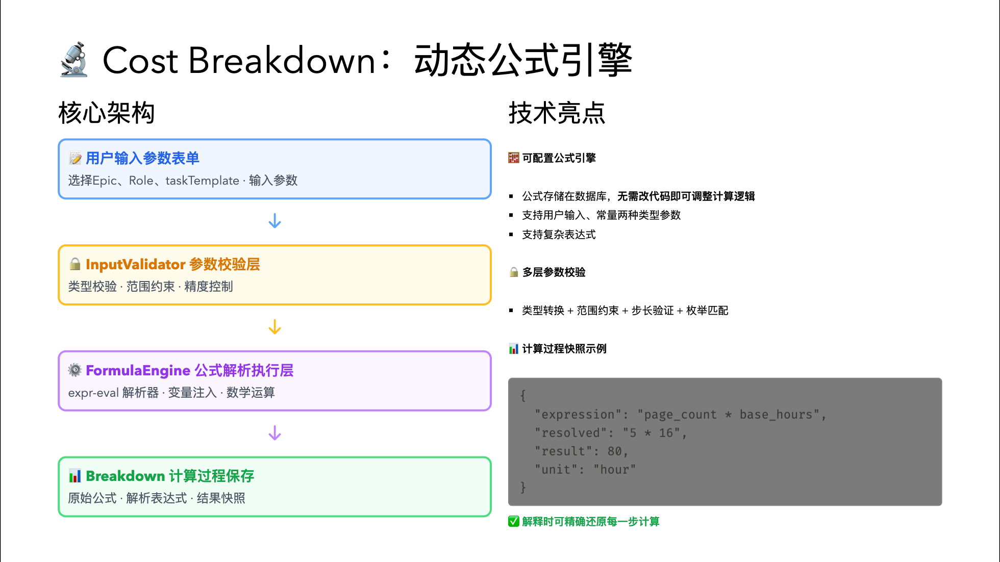 🔬 Cost Breakdown：动态公式引擎
核心架构
📝 用户输入参数表单
选择Epic、Role、taskTemplate · 输入参数
↓
🔒 InputValidator 参数校验层
类型校验 · 范围约束 · 精度控制
↓
⚙️ FormulaEngine 公式解析执行层
expr-eval 解析器 · 变量注入 · 数学运算
↓
📊 Breakdown 计算过程保存
原始公式 · 解析表达式 · 结果快照
技术亮点
🧮 可配置公式引擎
▪ 公式存储在数据库，无需改代码即可调整计算逻辑
▪ 支持用户输入、常量两种类型参数
▪ 支持复杂表达式
🔒 多层参数校验
▪ 类型转换 + 范围约束 + 步长验证 + 枚举匹配
📊 计算过程快照示例
{
  "expression": "page_count * base_hours",
  "resolved": "5 * 16",
  "result": 80,
  "unit": "hour"
}
✅ 解释时可精确还原每一步计算